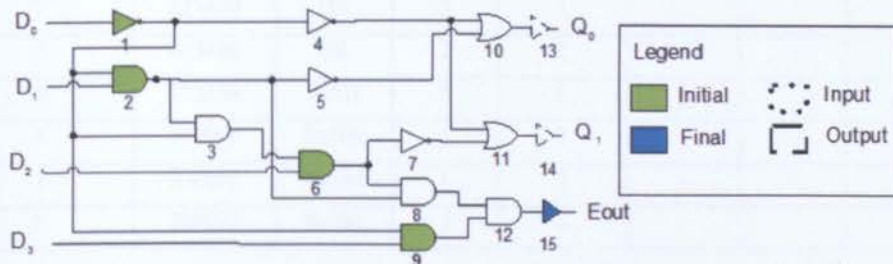 D0
D1
D2
D3
1
2
3
4
5
6
7
8
9
10
11
12
13
14
15
Q0
Q1
Eout
Legend
Initial
Input
Final
Output